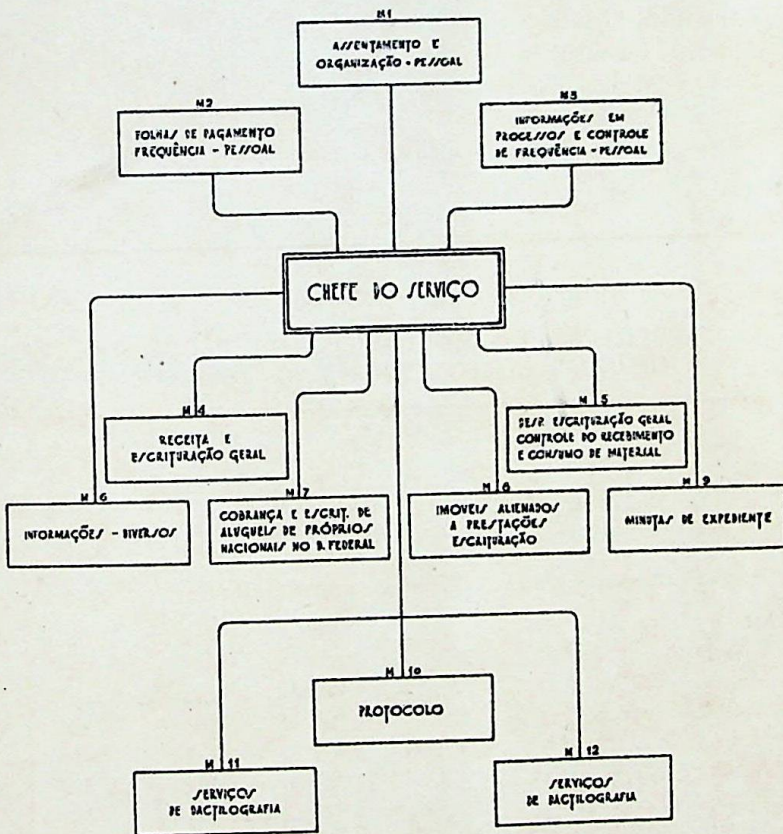 M1
ASSENTAMENTO E
ORGANIZAÇÃO - PESSOAL
M2
FOLHAS DE PAGAMENTO
FREQUÊNCIA - PESSOAL
M3
INFORMAÇÕES EM
PROCESSOS E CONTROLE
DE FREQUÊNCIA - PESSOAL
CHEFE DO SERVIÇO
M 4
RECEITA E
ESCRITURAÇÃO GERAL
M 5
DESP. ESCRITURAÇÃO GERAL
CONTROLE DO RECEBIMENTO
E CONSUMO DE MATERIAL
M 6
INFORMAÇÕES - DIVERSOS
M 7
COBRANÇA E ESCRIT. DE
ALUGUEIS DE PRÓPRIOS
NACIONAIS NO D. FEDERAL
M 8
IMOVEIS ALIENADOS
A PRESTAÇÕES
ESCRITURAÇÃO
M 9
MINUTAS DE EXPEDIENTE
M 10
PROTOCOLO
M 11
SERVIÇOS
DE DACTILOGRAFIA
M 12
SERVIÇOS
DE DACTILOGRAFIA